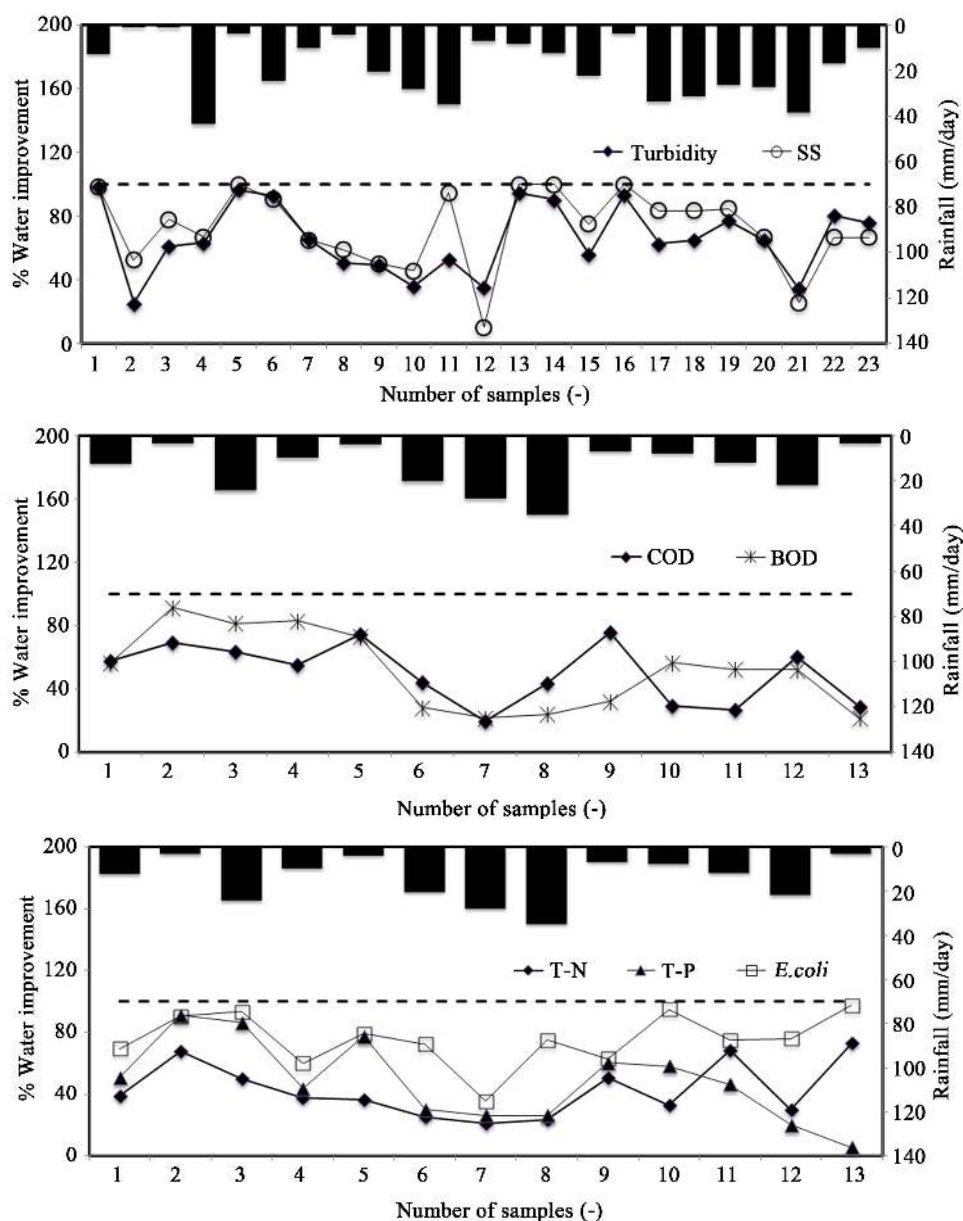 200 160 120 80 40 0
% Water improvement
Turbidity SS
0 20 40 60 80 100 120 140
Rainfall (mm/day)
1 2 3 4 5 6 7 8 9 10 11 12 13 14 15 16 17 18 19 20 21 22 23
Number of samples (-)
200 160 120 80 40 0
% Water improvement
COD BOD
0 20 40 60 80 100 120 140
Rainfall (mm/day)
1 2 3 4 5 6 7 8 9 10 11 12 13
Number of samples (-)
200 160 120 80 40 0
% Water improvement
T-N T-P E.coli
0 20 40 60 80 100 120 140
Rainfall (mm/day)
1 2 3 4 5 6 7 8 9 10 11 12 13
Number of samples (-)